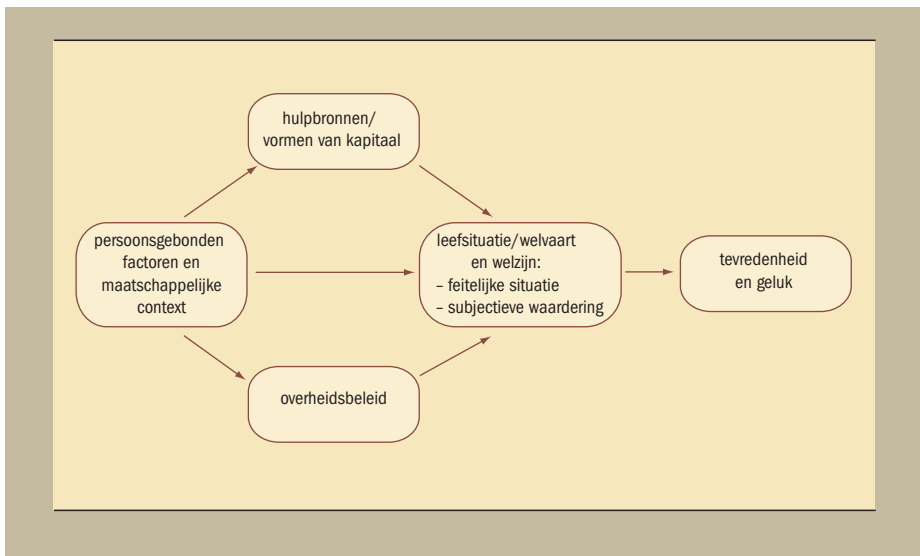 hulpbronnen/
vormen van kapitaal
persoonsgebonden
factoren en
maatschappelijke
context
leefsituatie/welvaart
en welzijn:
– feitelijke situatie
– subjectieve waardering
tevredenheid
en geluk
overheidsbeleid